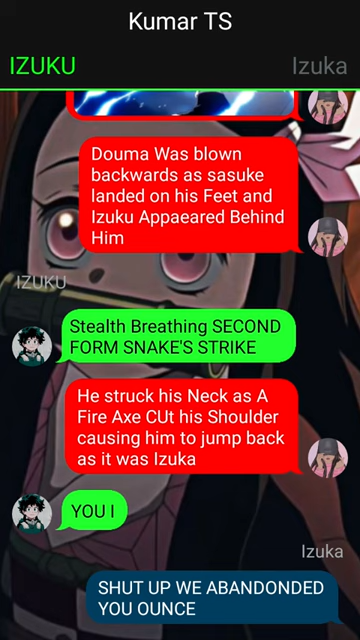 Kumar TS
IZUKU
Izuka
Douma Was blown
backwards as sasuke
landed on his Feet and
Izuku Appaeared Behind
Him
IZUKU
Stealth Breathing SECOND
FORM SNAKE'S STRIKE
He struck his Neck as A
Fire Axe CUt his Shoulder
causing him to jump back
as it was Izuka
YOU I
Izuka
SHUT UP WE ABANDONDED
YOU OUNCE